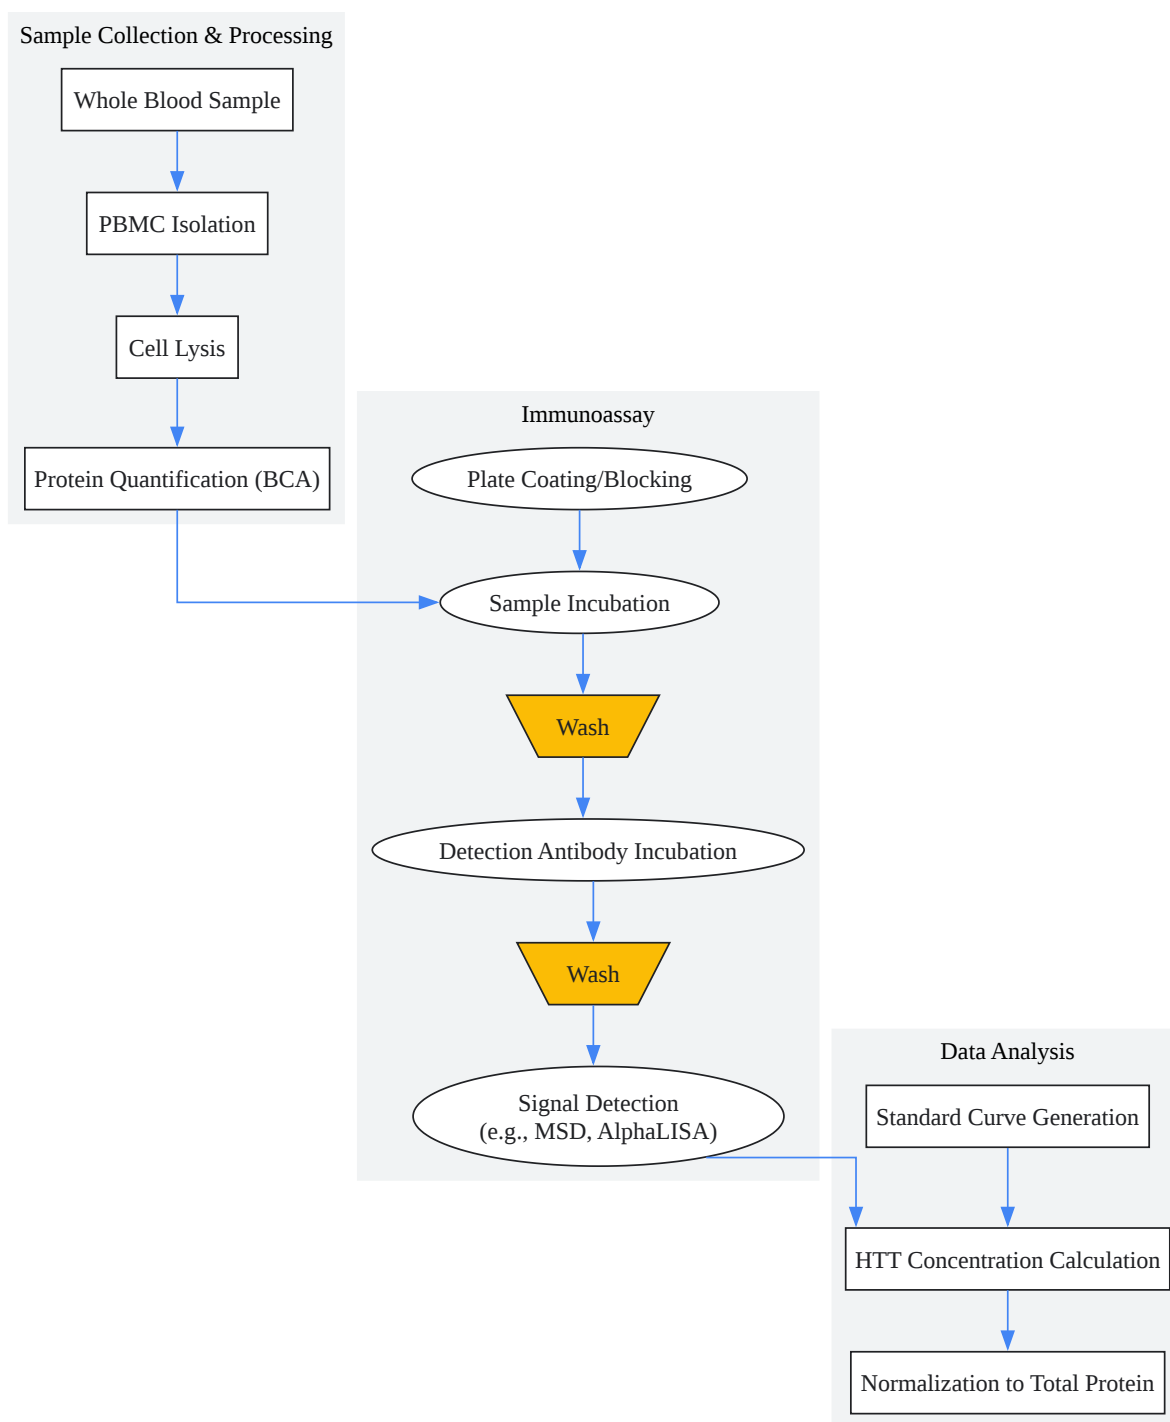 Sample Collection & Processing
Whole Blood Sample
PBMC Isolation
Cell Lysis
Protein Quantification (BCA)
Immunoassay
Plate Coating/Blocking
Sample Incubation
Wash
Detection Antibody Incubation
Wash
Signal Detection
(e.g., MSD, AlphaLISA)
Data Analysis
Standard Curve Generation
HTT Concentration Calculation
Normalization to Total Protein